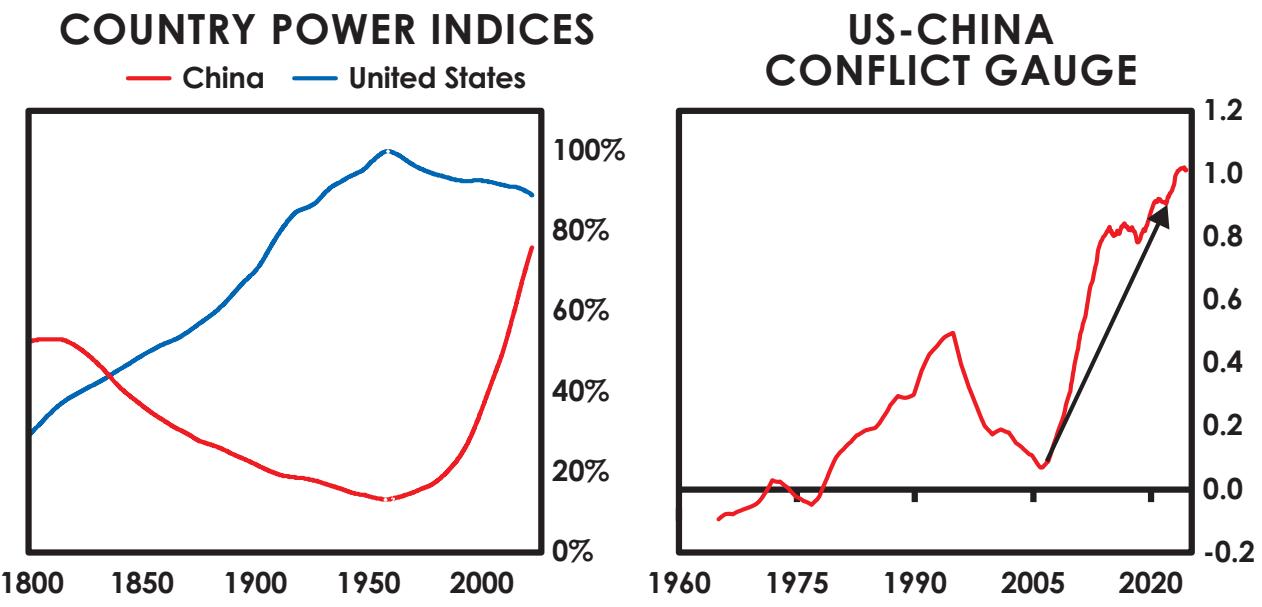 COUNTRY POWER INDICES
China United States
100%
80%
60%
40%
20%
0%
1800 1850 1900 1950 2000
US-CHINA
CONFLICT GAUGE
1.2
1.0
0.8
0.6
0.4
0.2
0.0
-0.2
1960 1975 1990 2005 2020